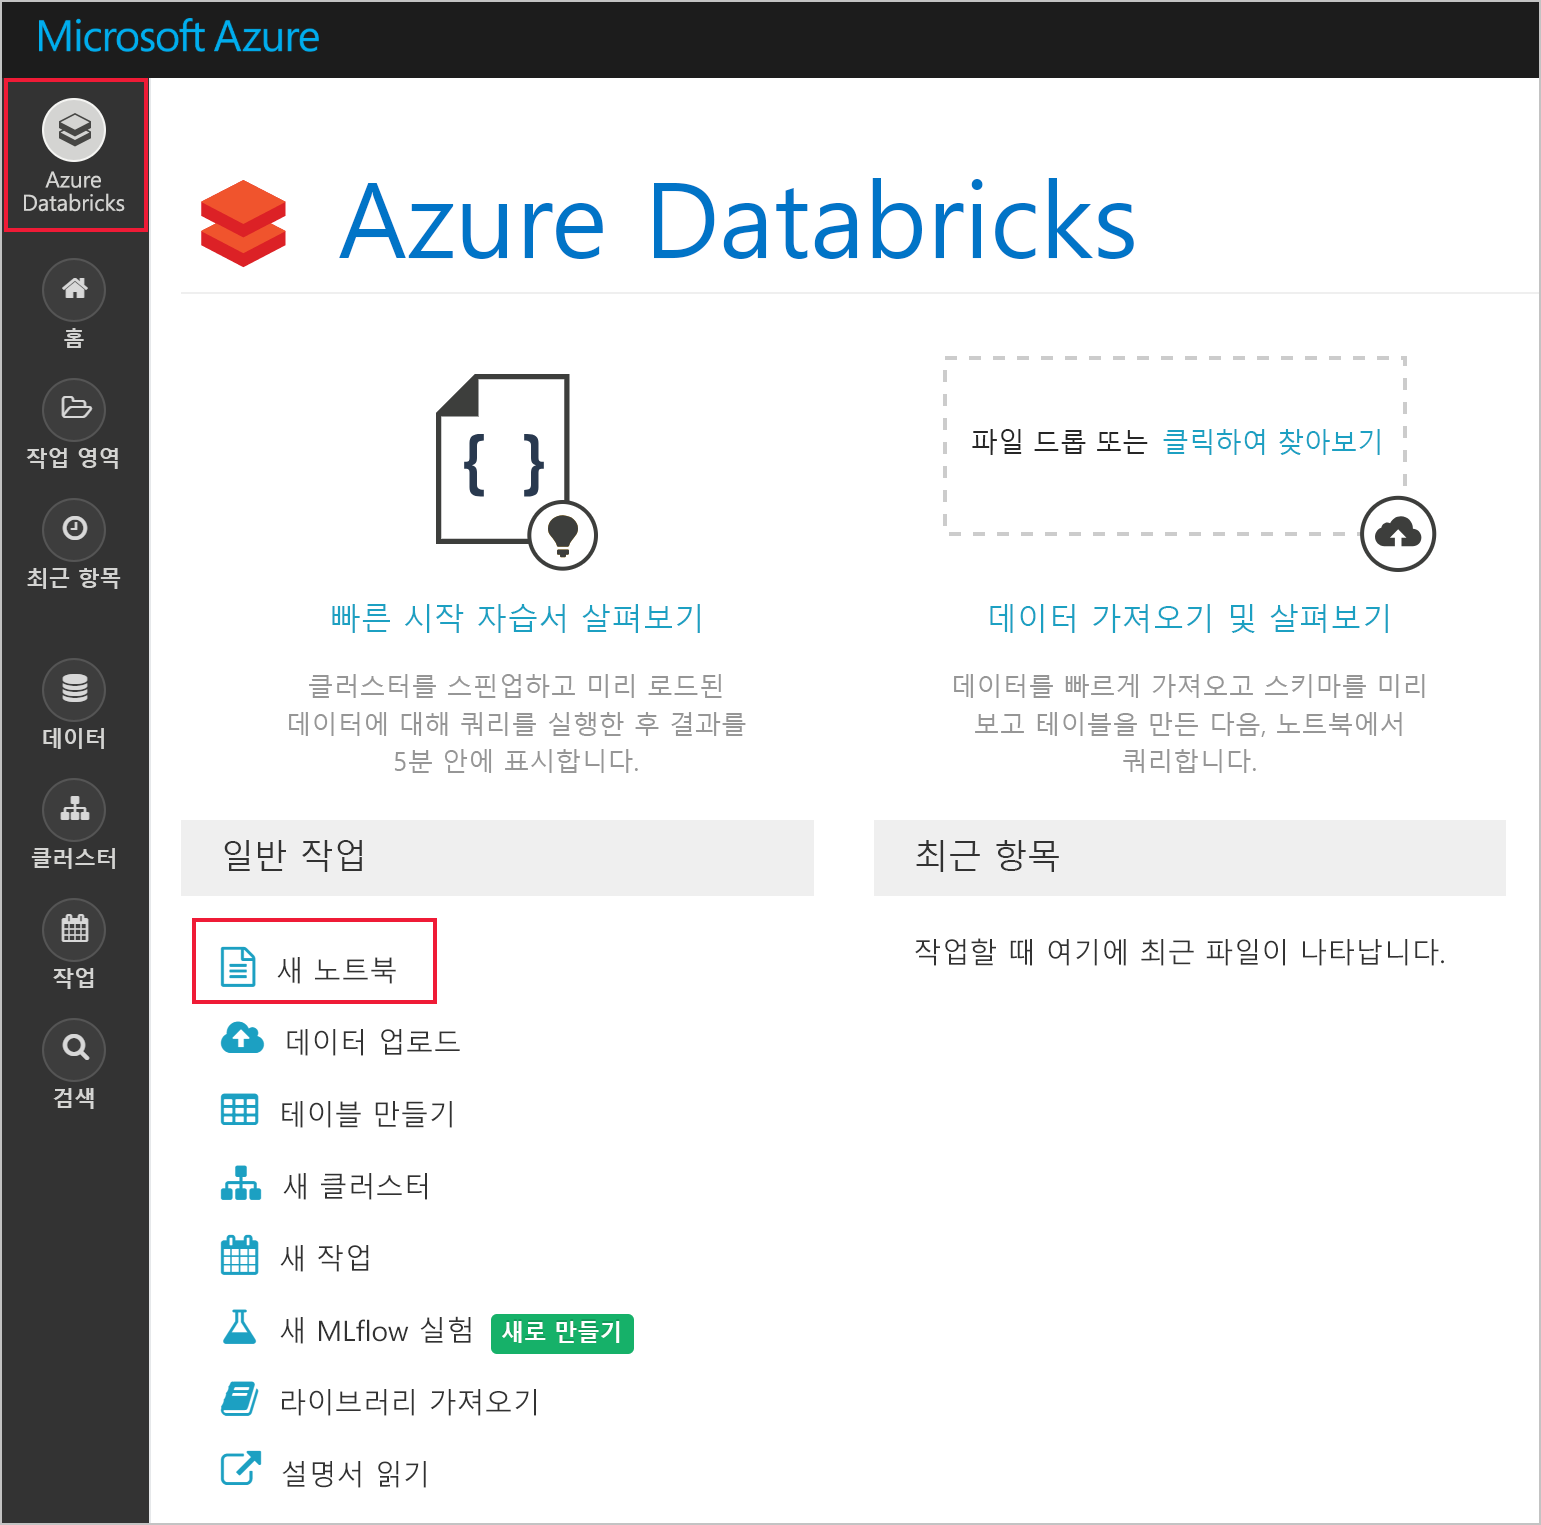 Microsoft Azure
Azure
Databricks
홈
작업 영역
최근 항목
데이터
클러스터
작업
검색
Azure Databricks
{ }
파일 드롭 또는 클릭하여 찾아보기
빠른 시작 자습서 살펴보기
클러스터를 스핀업하고 미리 로드된
데이터에 대해 쿼리를 실행한 후 결과를
5분 안에 표시합니다.
데이터 가져오기 및 살펴보기
데이터를 빠르게 가져오고 스키마를 미리
보고 테이블을 만든 다음, 노트북에서
쿼리합니다.
일반 작업
새 노트북
데이터 업로드
테이블 만들기
새 클러스터
새 작업
새 MLflow 실험 새로 만들기
라이브러리 가져오기
설명서 읽기
최근 항목
작업할 때 여기에 최근 파일이 나타납니다.